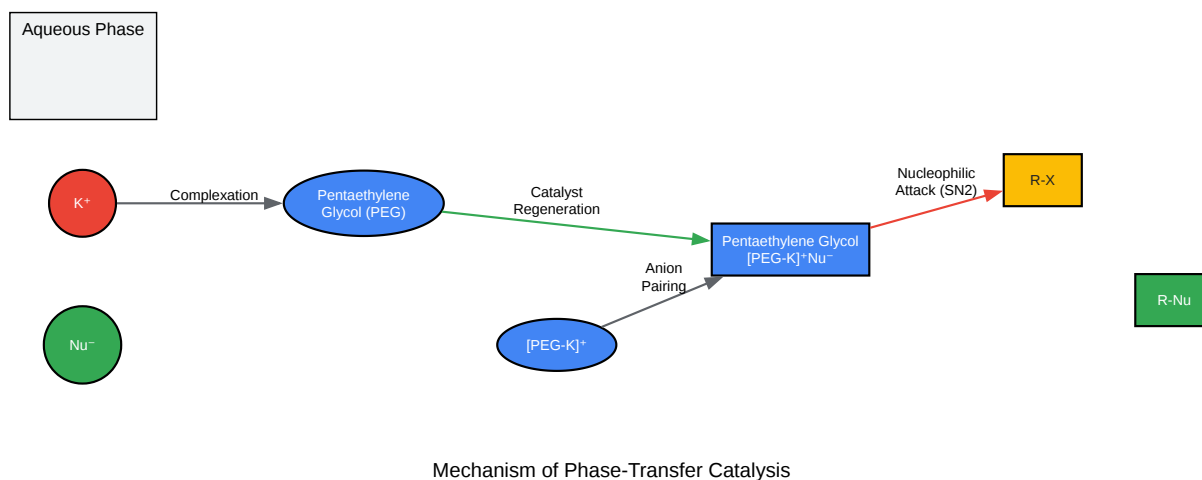 Aqueous Phase
K⁺
Complexation
Pentaethylene
Glycol (PEG)
Catalyst
Regeneration
Nucleophilic
Attack (SN2)
R-X
Pentaethylene Glycol
[PEG-K]⁺Nu⁻
Anion
Pairing
R-Nu
Nu⁻
[PEG-K]⁺
Mechanism of Phase-Transfer Catalysis